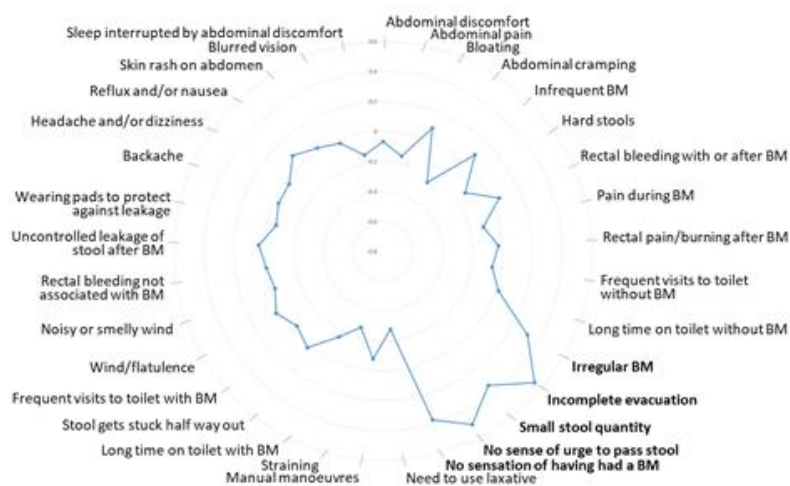 Abdominal discomfort
Abdominal pain
Bloating
Abdominal cramping
Infrequent BM
Hard stools
Rectal bleeding with or after BM
Pain during BM
Rectal pain/burning after BM
Frequent visits to toilet
without BM
Long time on toilet without BM
Irregular BM
Incomplete evacuation
Small stool quantity
No sense of urge to pass stool
No sensation of having had a BM
Need to use laxative
Manual manoeuvres
Straining
Long time on toilet with BM
Stool gets stuck half way out
Frequent visits to toilet with BM
Wind/flatulence
Noisy or smelly wind
Rectal bleeding not
associated with BM
Uncontrolled leakage of
stool after BM
Wearing pads to protect
against leakage
Backache
Headache and/or dizziness
Reflux and/or nausea
Skin rash on abdomen
Blurred vision
Sleep interrupted by abdominal discomfort